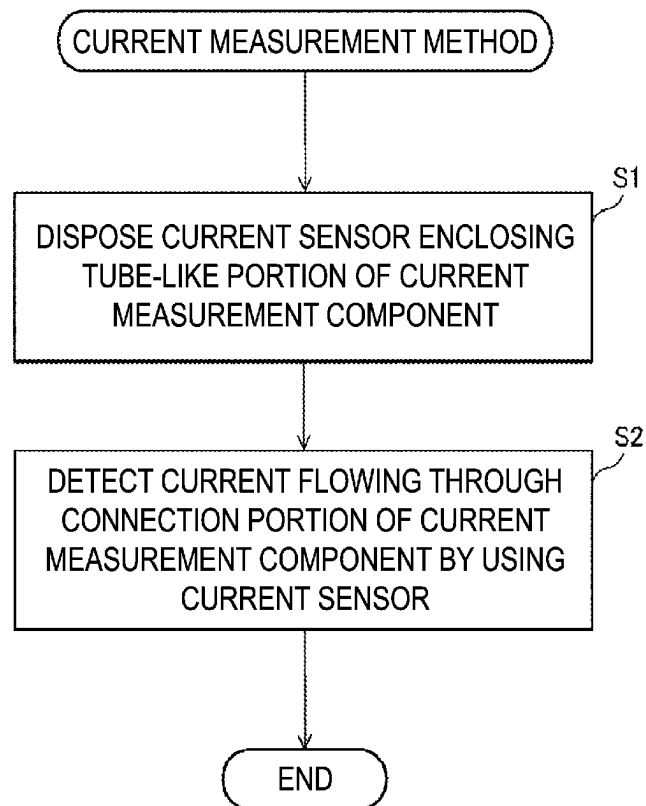 CURRENT MEASUREMENT METHOD
S1
DISPOSE CURRENT SENSOR ENCLOSING
TUBE-LIKE PORTION OF CURRENT
MEASUREMENT COMPONENT
S2
DETECT CURRENT FLOWING THROUGH
CONNECTION PORTION OF CURRENT
MEASUREMENT COMPONENT BY USING
CURRENT SENSOR
END